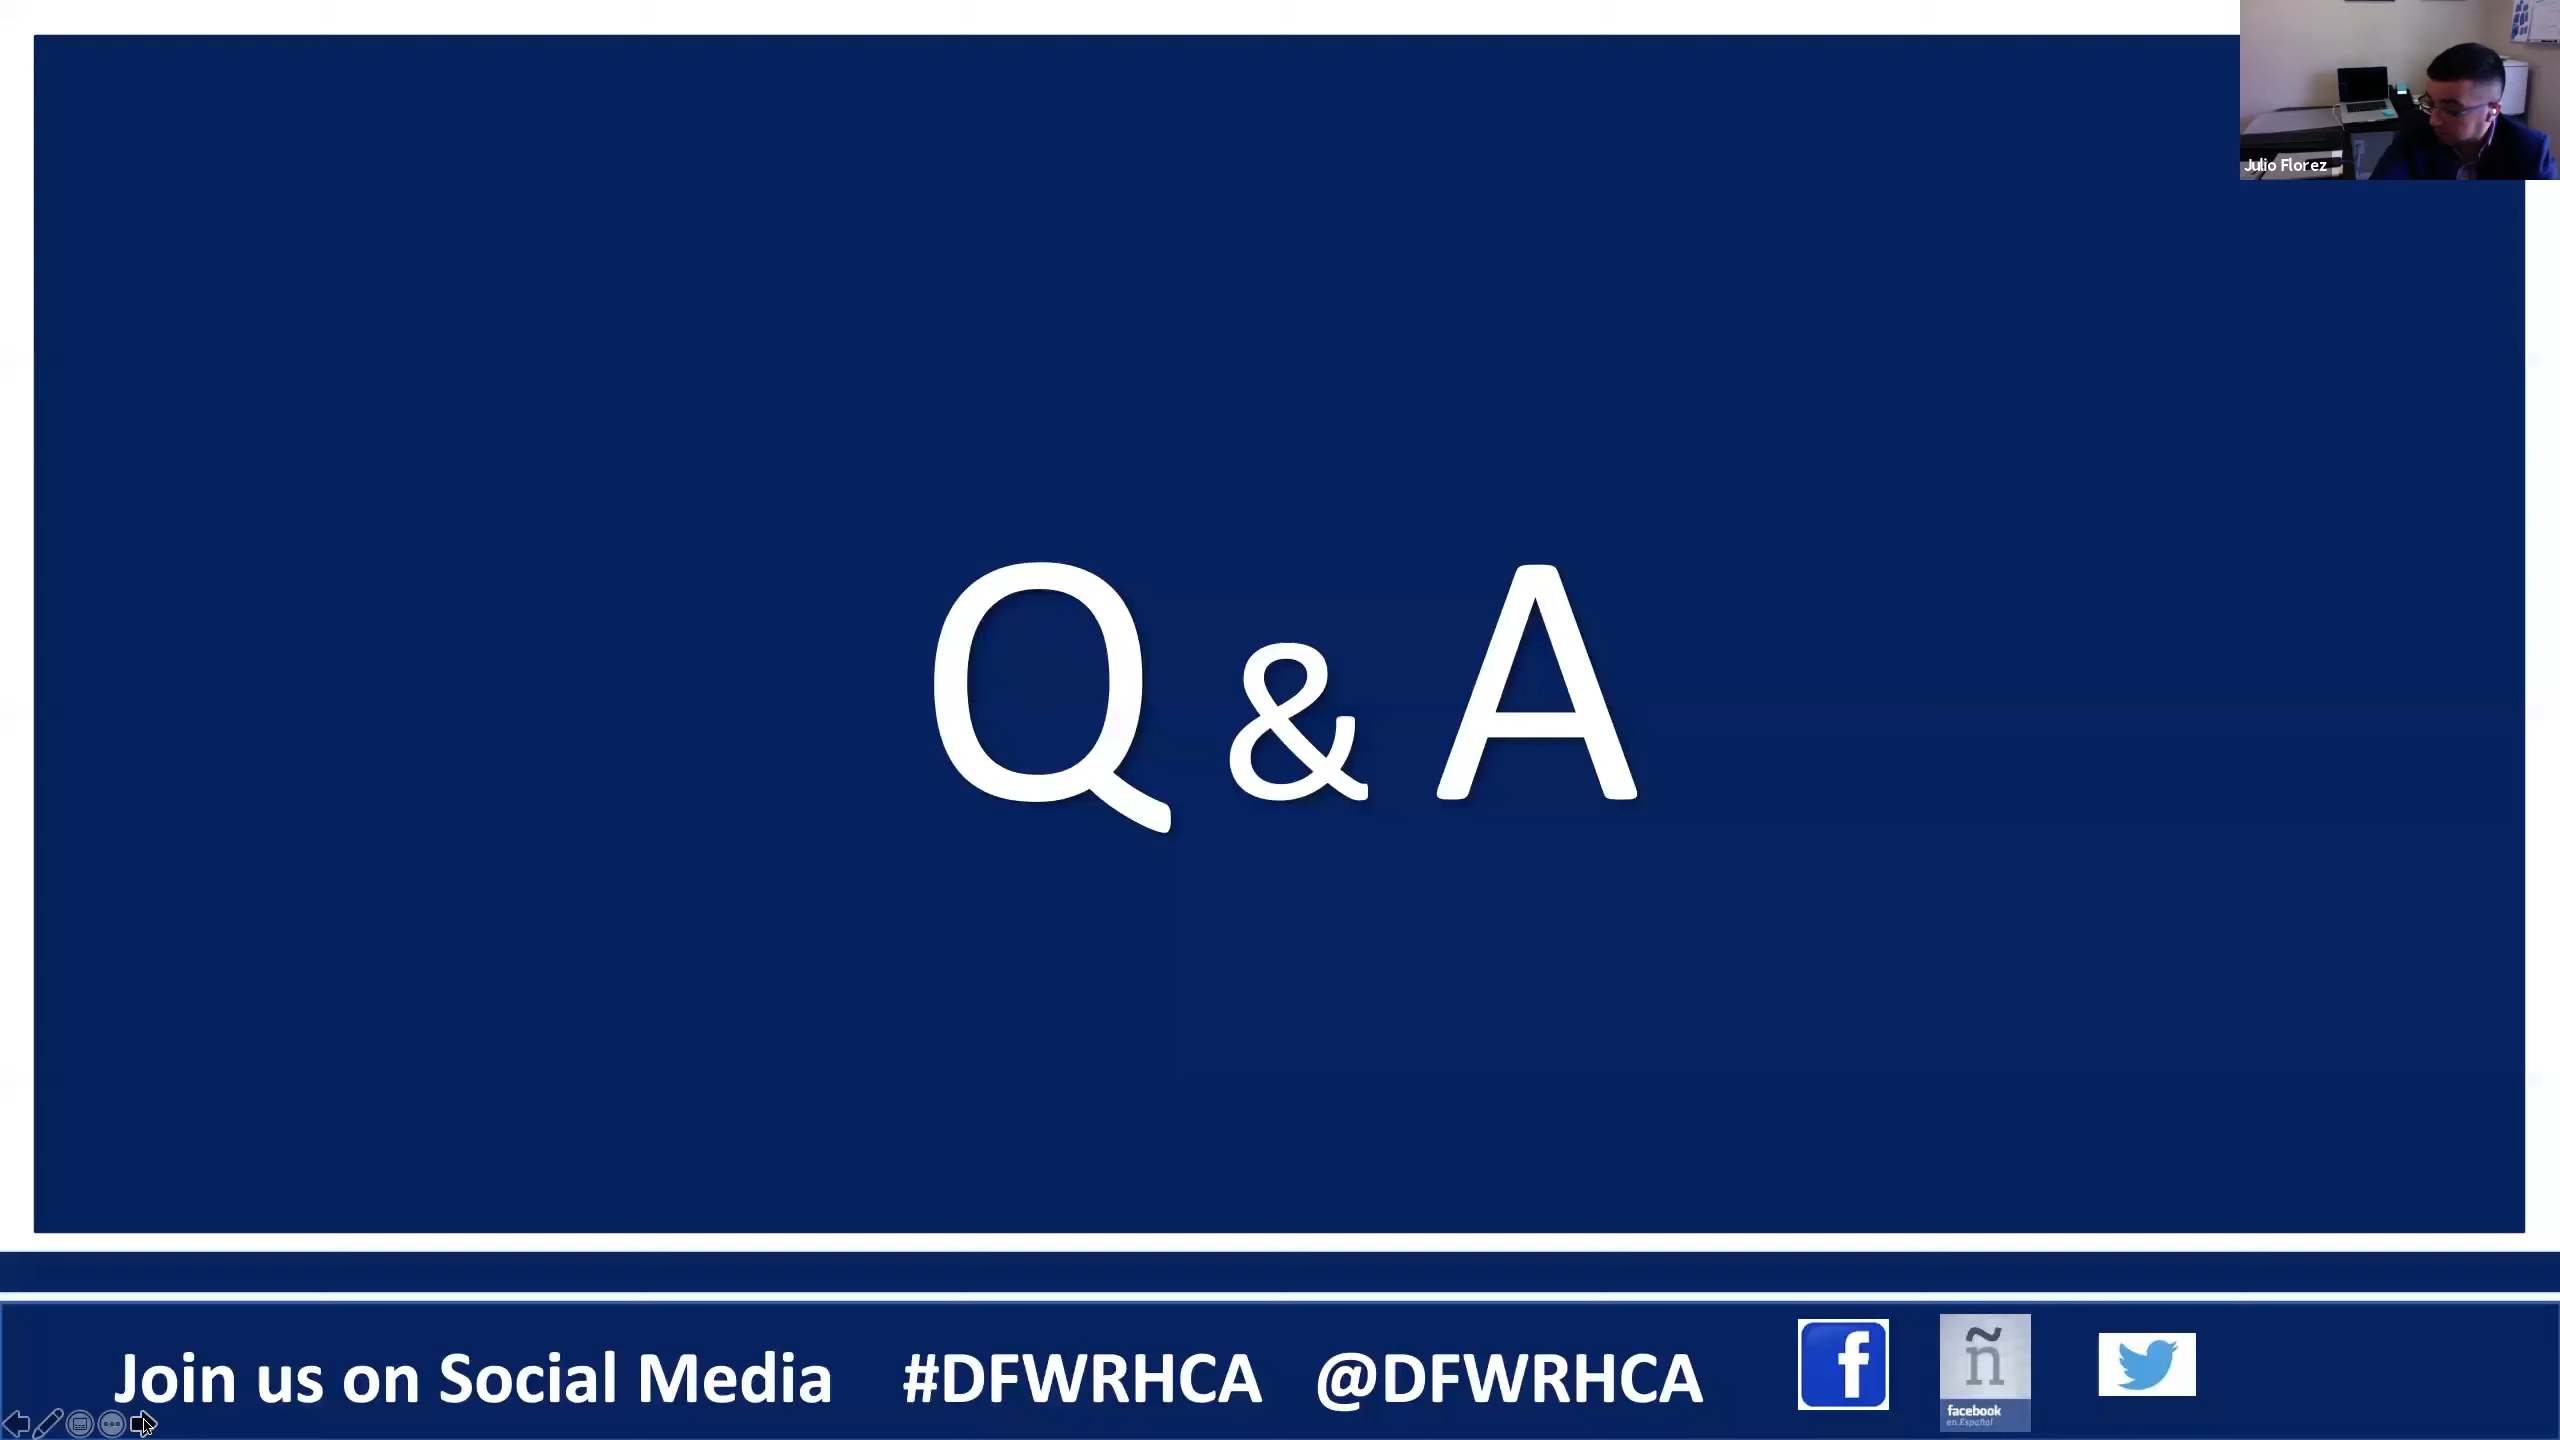 Julio Florez
Q & A
Join us on Social Media #DFWRHCA @DFWRHCA
f
ñ
facebook
en Español